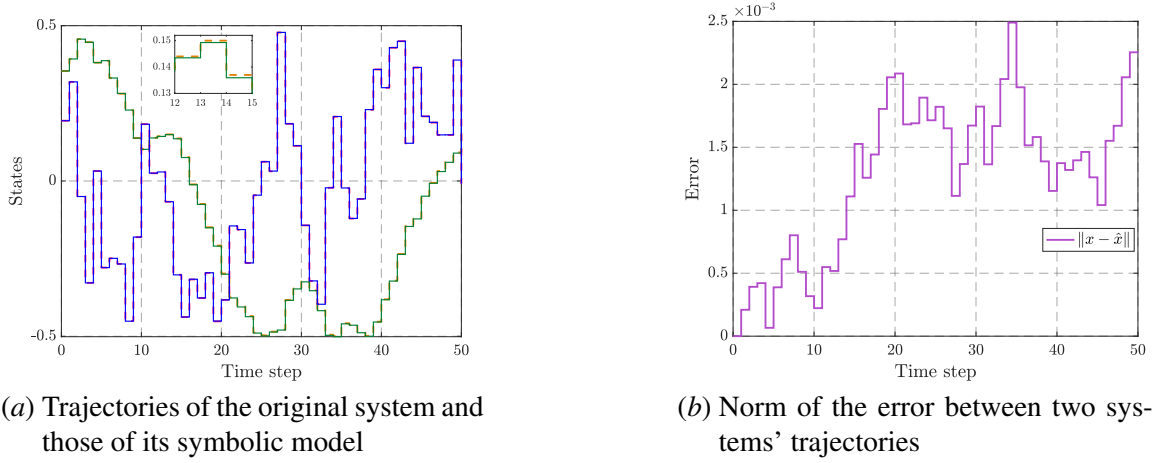 0.5
0
-0.5
States
0.15
0.14
0.13
12 13 14 15
0 10 20 30 40 50
Time step
(a) Trajectories of the original system and
those of its symbolic model
×10⁻³
2.5
2
1.5
1
0.5
0
Error
‖x − x̂‖
0 10 20 30 40 50
Time step
(b) Norm of the error between two sys-
tems’ trajectories